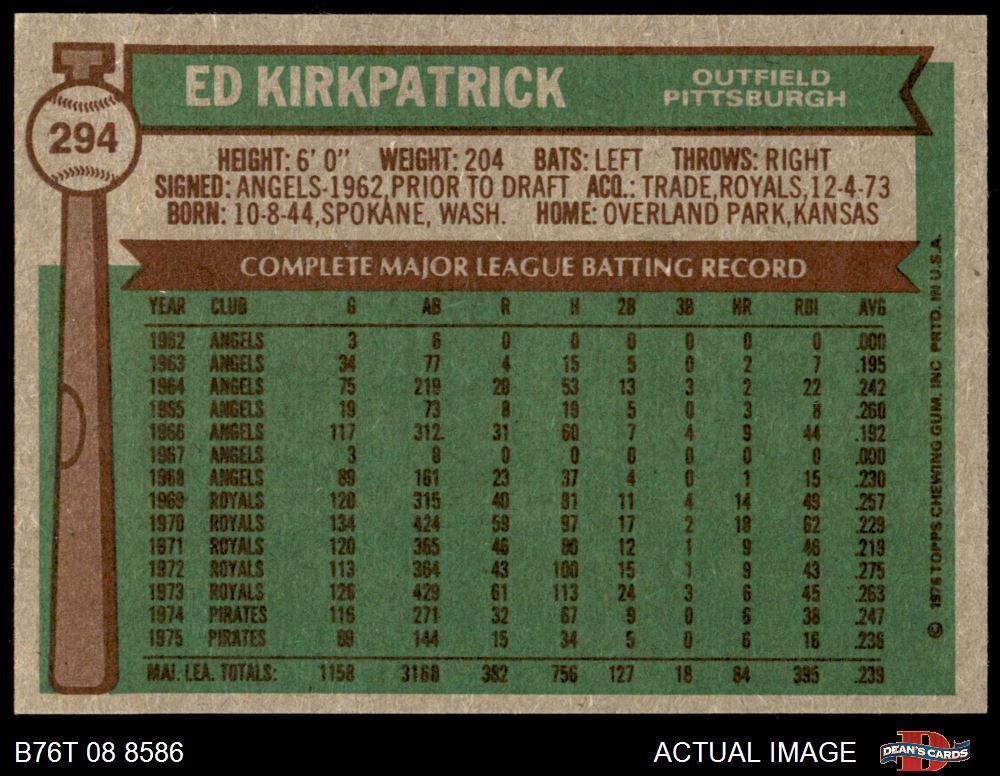 T
ED KIRKPATRICK
OUTFIELD
PITTSBURGH
294
HEIGHT: 6' 0" WEIGHT: 204 BATS: LEFT THROWS: RIGHT
SIGNED: ANGELS-1962, PRIOR TO DRAFT ACQ.: TRADE, ROYALS, 12-4-73
BORN: 10-8-44, SPOKANE, WASH. HOME: OVERLAND PARK, KANSAS
COMPLETE MAJOR LEAGUE BATTING RECORD
YEAR CLUB G AB R H 2B 3B HR RBI AVG
1962 ANGELS 3 6 0 0 0 0 0 0 .000
1963 ANGELS 34 77 4 15 5 0 2 7 .195
1964 ANGELS 75 219 20 53 13 3 2 22 .242
1965 ANGELS 19 73 8 19 5 0 3 8 .260
1966 ANGELS 117 312 31 60 7 4 9 44 .192
1967 ANGELS 3 8 0 0 0 0 0 0 .000
1968 ANGELS 89 161 23 37 4 0 1 15 .230
1969 ROYALS 120 315 40 81 11 4 14 49 .257
1970 ROYALS 134 424 59 97 17 2 18 62 .229
1971 ROYALS 120 365 46 80 12 1 9 46 .219
1972 ROYALS 113 364 43 100 15 1 9 43 .275
1973 ROYALS 126 429 61 113 24 3 6 45 .263
1974 PIRATES 116 271 32 67 9 0 6 38 .247
1975 PIRATES 89 144 15 34 5 0 5 16 .236
MAJ. LEA. TOTALS: 1158 3168 382 756 127 18 84 395 .239
© 1976 TOPPS CHEWING GUM, INC. PRTD. IN U.S.A.
B76T 08 8586
ACTUAL IMAGE
DEAN'S CARDS